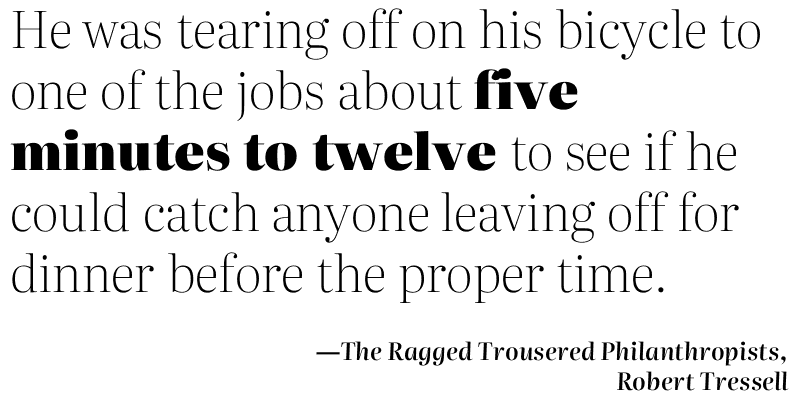 He was tearing off on his bicycle to
one of the jobs about five
minutes to twelve to see if he
could catch anyone leaving off for
dinner before the proper time.
—The Ragged Trousered Philanthropists,
Robert Tressell